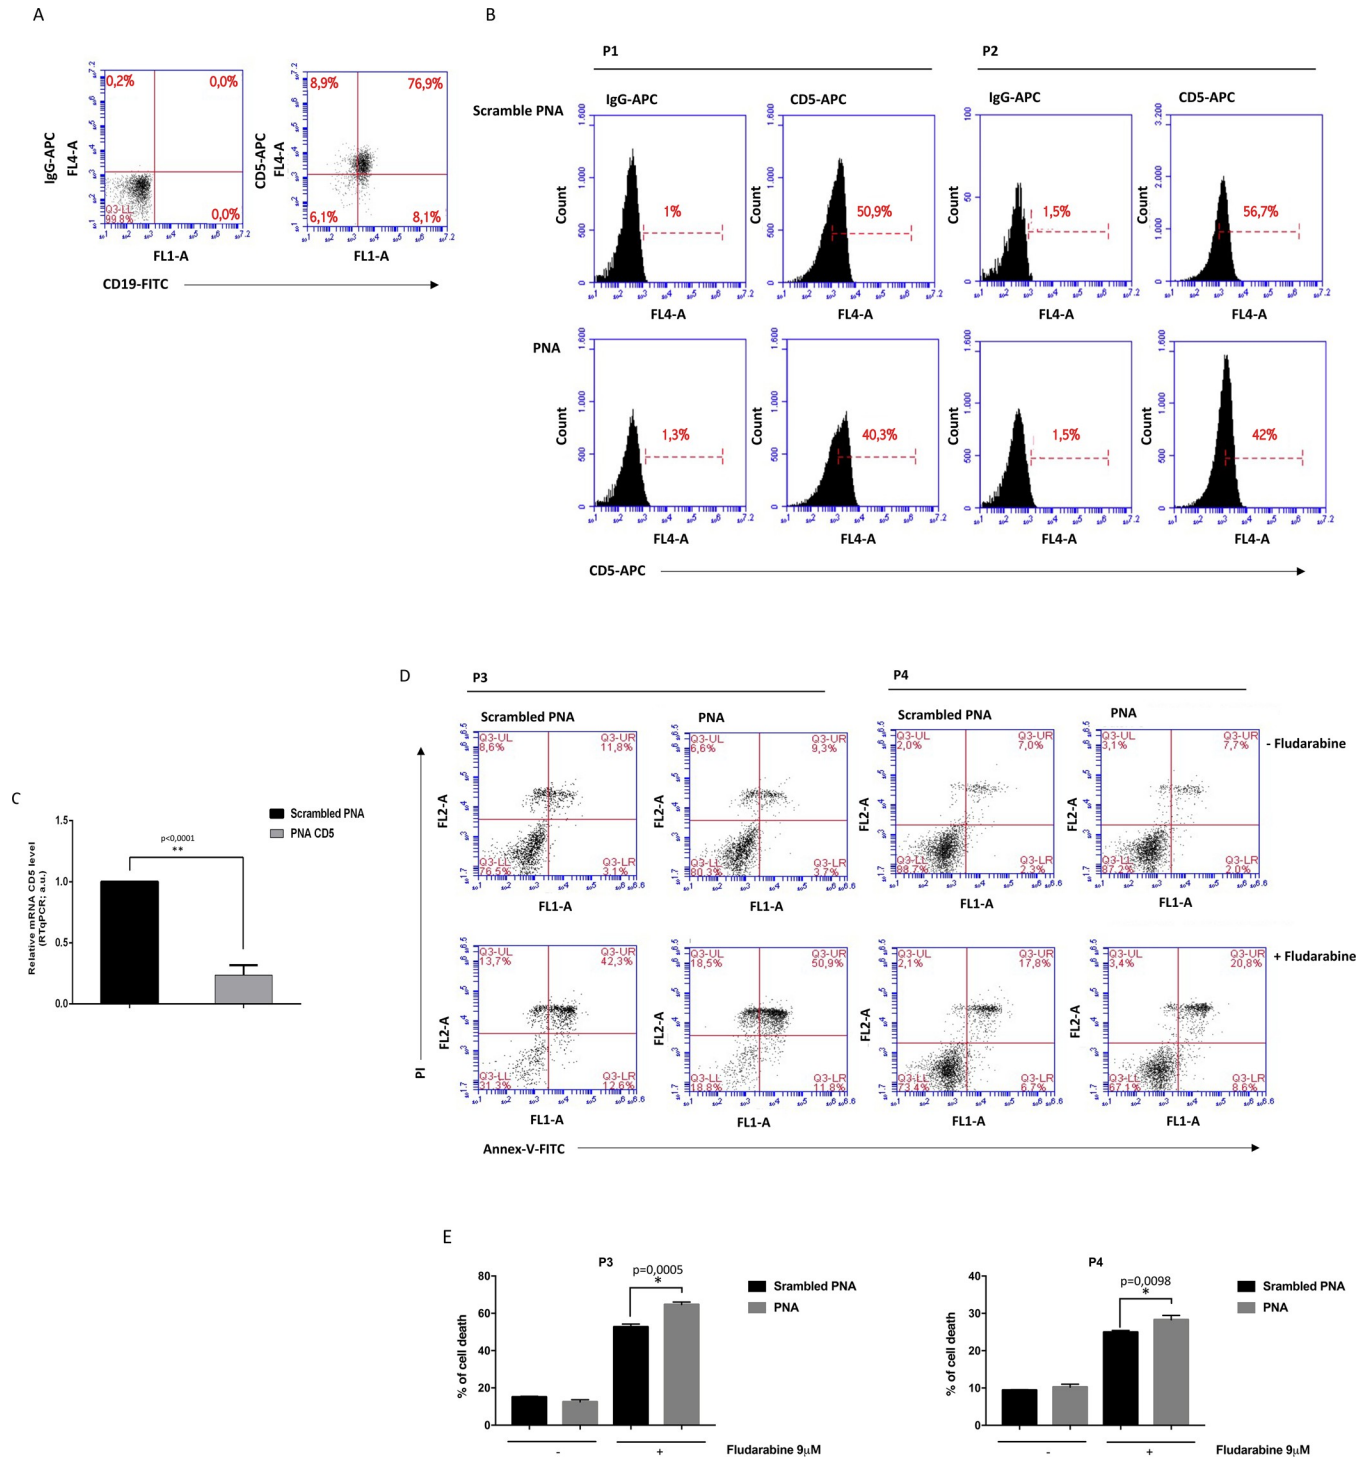 A
0,2%
0,0%
Q3-LL
99,8%
0,0%
IgG-APC
FL4-A
FL1-A
8,9%
76,9%
6,1%
8,1%
CD5-APC
FL4-A
FL1-A
CD19-FITC
B
P1
P2
Scramble PNA
IgG-APC
CD5-APC
IgG-APC
CD5-APC
1%
50,9%
1,5%
56,7%
Count
Count
Count
Count
FL4-A
FL4-A
FL4-A
FL4-A
PNA
1,3%
40,3%
1,5%
42%
Count
Count
Count
Count
FL4-A
FL4-A
FL4-A
FL4-A
CD5-APC
C
Scrambled PNA
PNA CD5
p<0,0001
**
1.5
1.0
0.5
0.0
Relative mRNA CD5 level
(RTqPCR; a.u.)
D
P3
P4
Scrambled PNA
PNA
Scrambled PNA
PNA
- Fludarabine
Q3-UL
8,6%
Q3-UR
11,8%
Q3-LL
76,5%
Q3-LR
3,1%
Q3-UL
6,6%
Q3-UR
9,3%
Q3-LL
80,3%
Q3-LR
3,7%
Q3-UL
2,0%
Q3-UR
7,0%
Q3-LL
88,7%
Q3-LR
2,3%
Q3-UL
3,1%
Q3-UR
7,7%
Q3-LL
87,2%
Q3-LR
2,0%
FL2-A
FL2-A
FL2-A
FL2-A
FL1-A
FL1-A
FL1-A
FL1-A
+ Fludarabine
Q3-UL
13,7%
Q3-UR
42,3%
Q3-LL
31,3%
Q3-LR
12,6%
Q3-UL
18,5%
Q3-UR
50,9%
Q3-LL
18,8%
Q3-LR
11,8%
Q3-UL
2,1%
Q3-UR
17,8%
Q3-LL
73,4%
Q3-LR
6,7%
Q3-UL
3,4%
Q3-UR
20,8%
Q3-LL
67,1%
Q3-LR
8,6%
FL2-A
FL2-A
FL2-A
FL2-A
FL1-A
FL1-A
FL1-A
FL1-A
PI
Annex-V-FITC
E
P3
p=0,0005
*
Srambled PNA
PNA
80
60
40
20
0
% of cell death
- + Fludarabine 9µM
P4
p=0,0098
*
Srambled PNA
PNA
40
30
20
10
0
% of cell death
- + Fludarabine 9µM